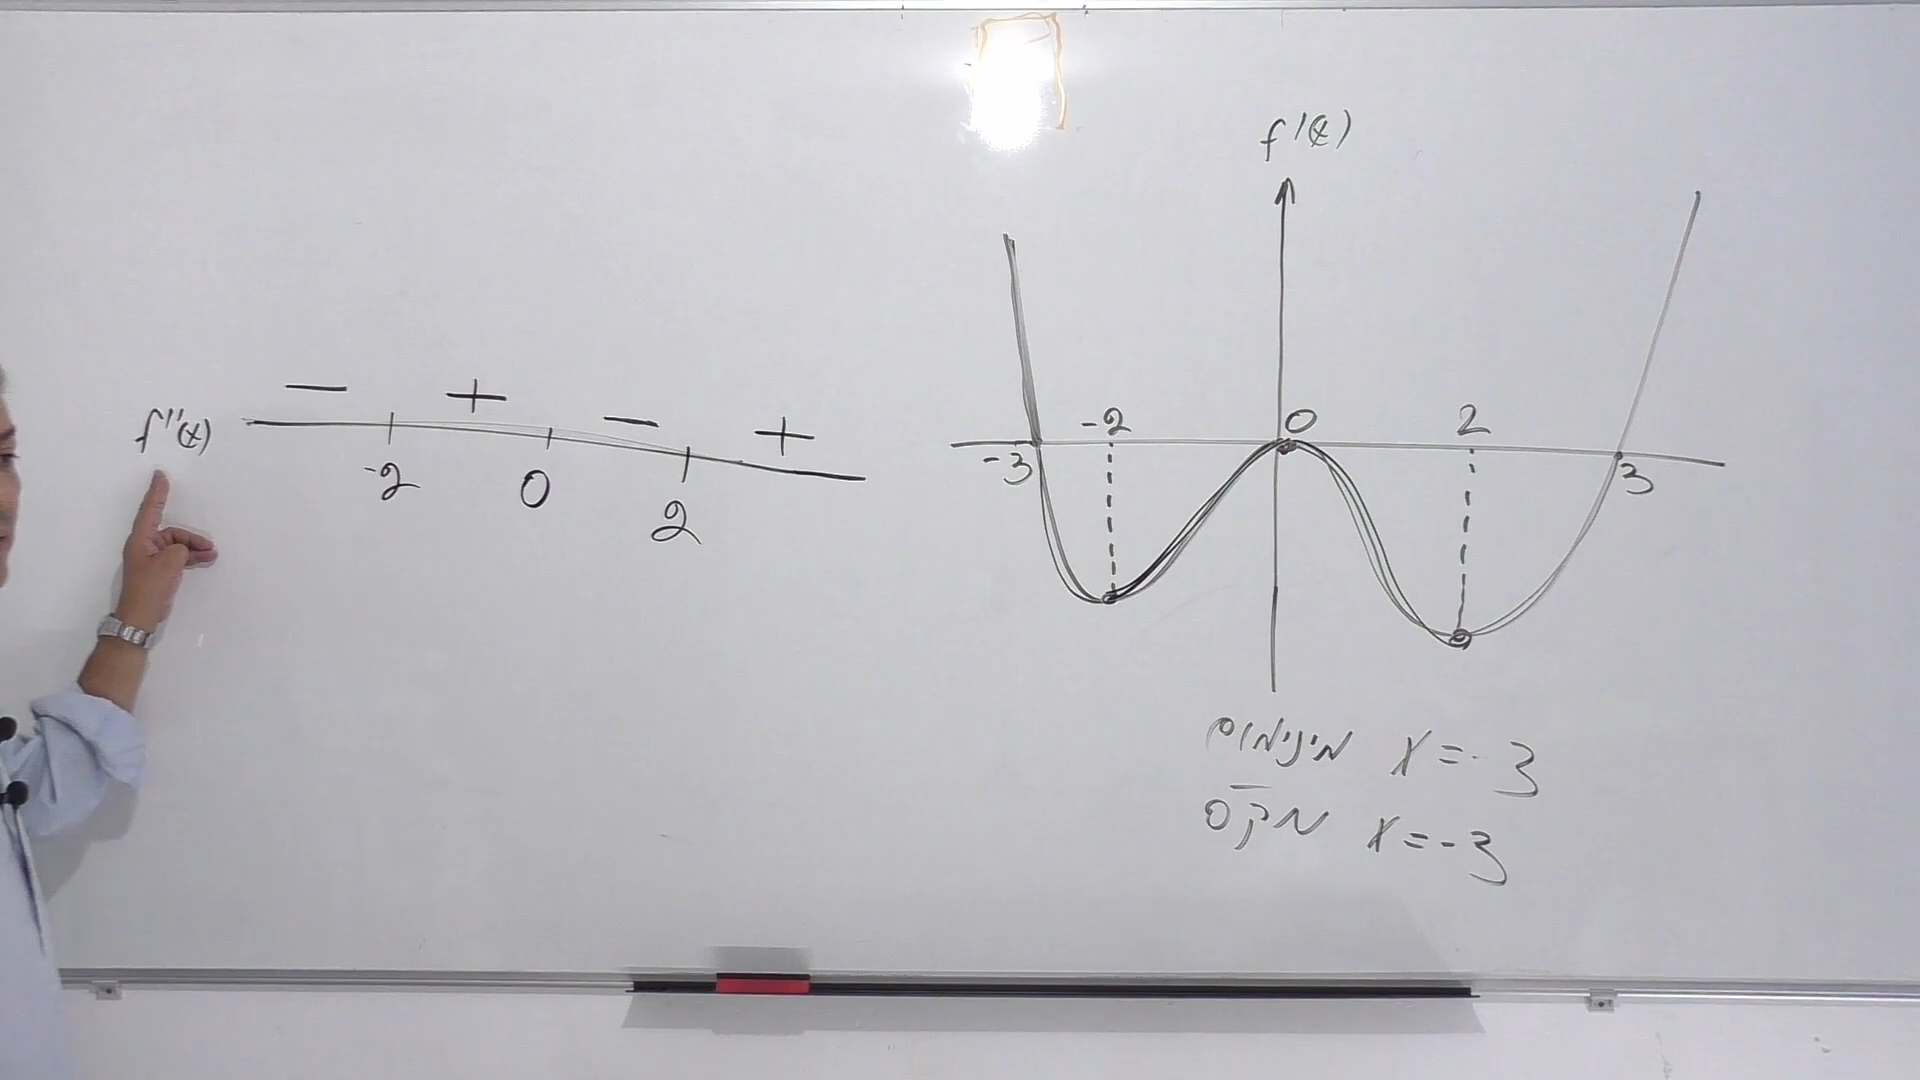 f'(x)
f''(x) − + − +
-2 0 2
-3 -2 0 2 3
מינימום x = -3
מקס x = -3